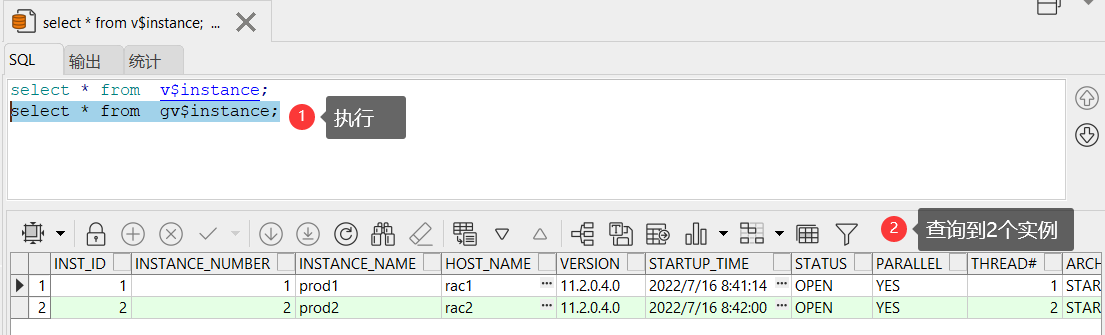 select * from v$instance; ...
SQL 输出 统计
select * from v$instance;
select * from gv$instance;
1 执行
2 查询到2个实例
INST_ID INSTANCE_NUMBER INSTANCE_NAME HOST_NAME VERSION STARTUP_TIME STATUS PARALLEL THREAD# ARCH
1 1 1 prod1 rac1 ... 11.2.0.4.0 2022/7/16 8:41:14 ... OPEN YES 1 STAR
2 2 2 prod2 rac2 ... 11.2.0.4.0 2022/7/16 8:42:00 ... OPEN YES 2 STAR